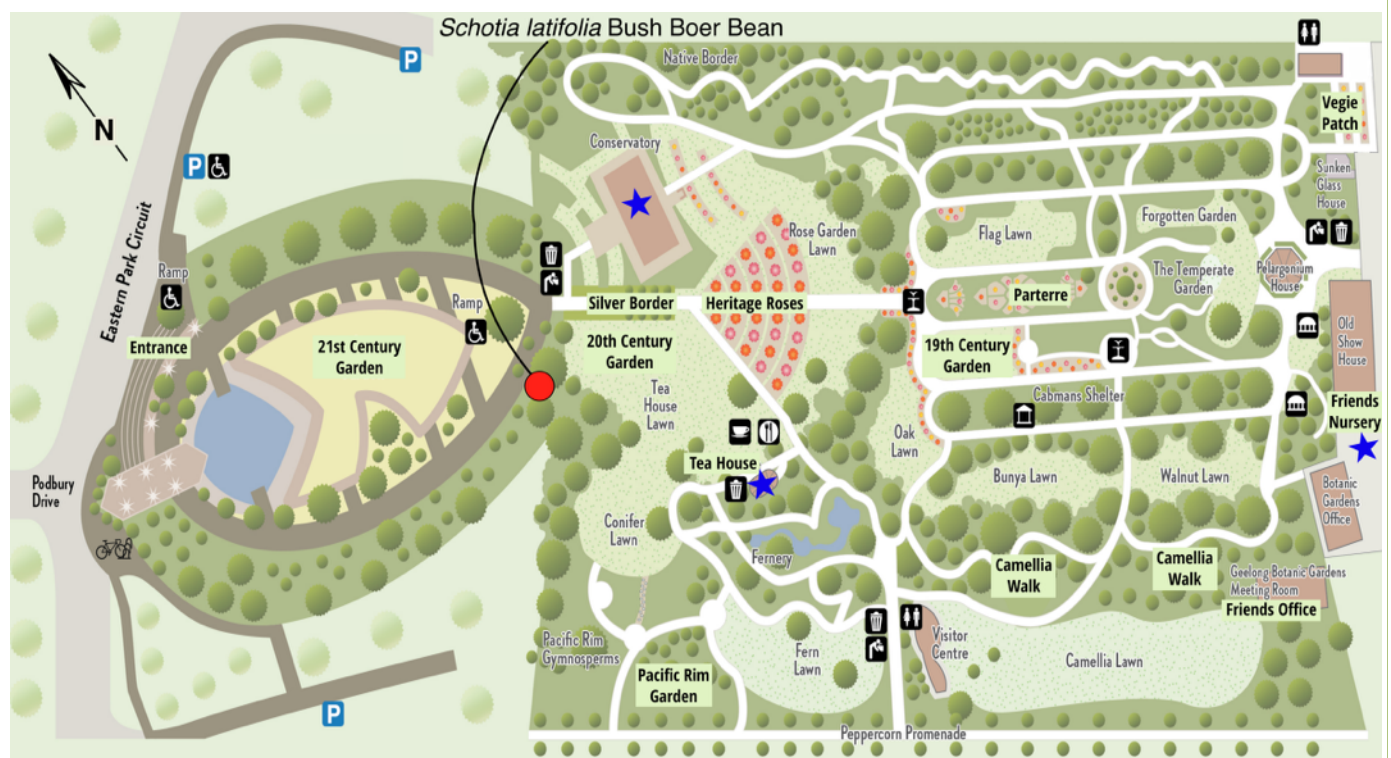 Schotia latifolia Bush Boer Bean
Native Border
P
N
Vegie
Patch
Conservatory
P
Sunken
Glass
House
Eastern Park Circuit
Forgotten Garden
Rose Garden
Lawn
Flag Lawn
Ramp
The Temperate
Garden
Pelargonium
House
Ramp
Silver Border
Heritage Roses
Parterre
Entrance
21st Century
Garden
20th Century
Garden
19th Century
Garden
Old
Show
House
Tea
House
Lawn
Cabmans Shelter
Friends
Nursery
Oak
Lawn
Tea House
Bunya Lawn
Walnut Lawn
Podbury
Drive
Botanic
Gardens
Office
Conifer
Lawn
Fernery
Camellia
Walk
Camellia
Walk
Geelong Botanic Gardens
Meeting Room
Friends Office
Pacific Rim
Gymnosperms
Fern
Lawn
Visitor
Centre
Camellia Lawn
Pacific Rim
Garden
P
Peppercorn Promenade